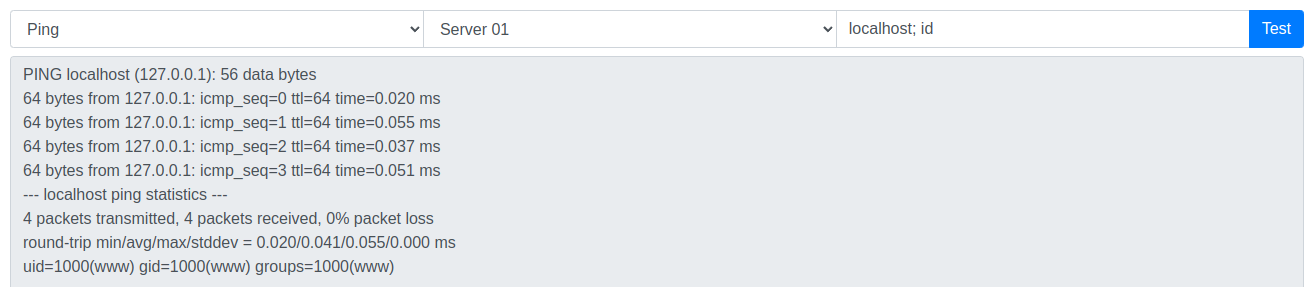 Ping Server 01 localhost; id Test
PING localhost (127.0.0.1): 56 data bytes
64 bytes from 127.0.0.1: icmp_seq=0 ttl=64 time=0.020 ms
64 bytes from 127.0.0.1: icmp_seq=1 ttl=64 time=0.055 ms
64 bytes from 127.0.0.1: icmp_seq=2 ttl=64 time=0.037 ms
64 bytes from 127.0.0.1: icmp_seq=3 ttl=64 time=0.051 ms
--- localhost ping statistics ---
4 packets transmitted, 4 packets received, 0% packet loss
round-trip min/avg/max/stddev = 0.020/0.041/0.055/0.000 ms
uid=1000(www) gid=1000(www) groups=1000(www)